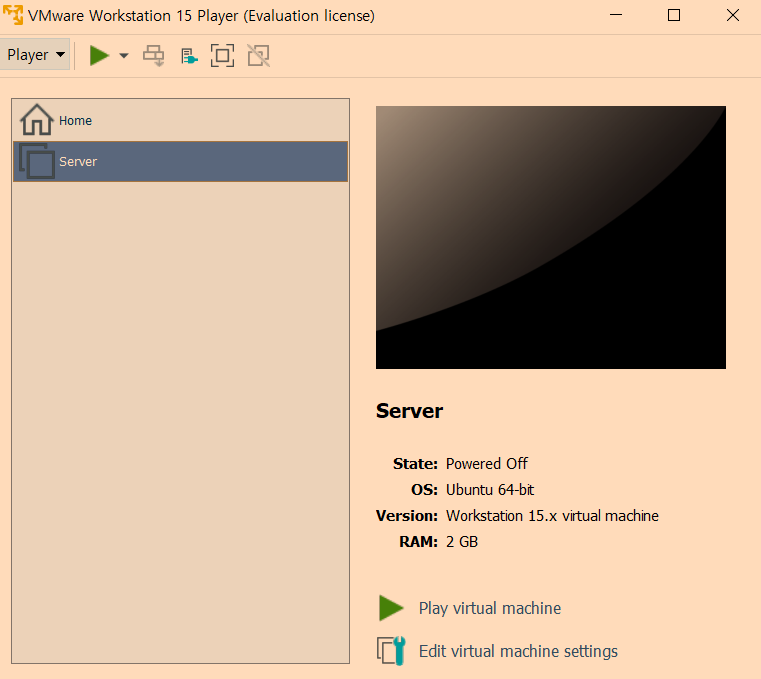 VMware Workstation 15 Player (Evaluation license)
Player
Home
Server
Server
State: Powered Off
OS: Ubuntu 64-bit
Version: Workstation 15.x virtual machine
RAM: 2 GB
Play virtual machine
Edit virtual machine settings